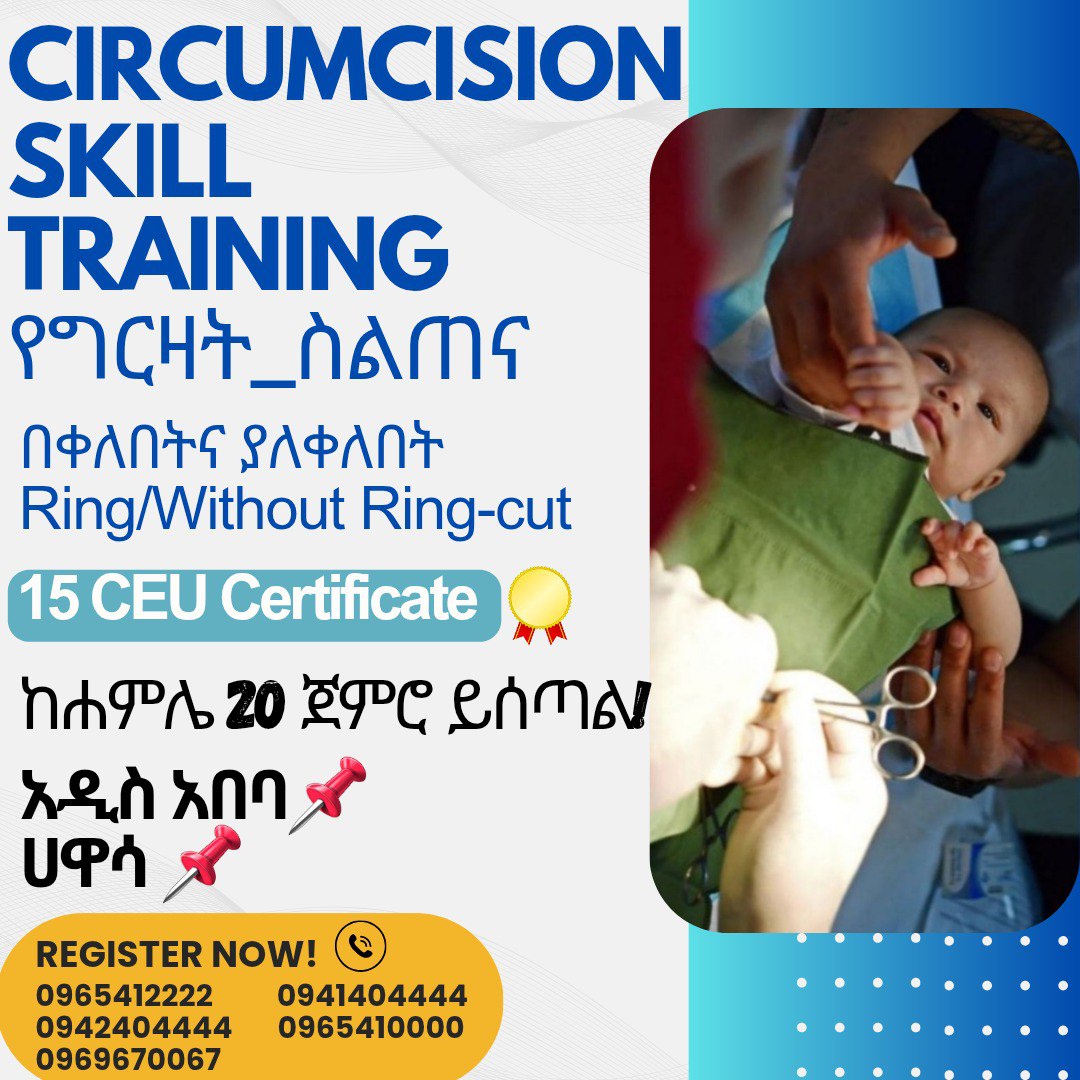 CIRCUMCISION
SKILL
TRAINING
የግርዛት_ስልጠና
በቀለበትና ያለቀለበት
Ring/Without Ring-cut
15 CEU Certificate
ከሐምሌ 20 ጀምሮ ይሰጣል!
አዲስ አበባ
ሀዋሳ
REGISTER NOW!
0965412222 0941404444
0942404444 0965410000
0969670067